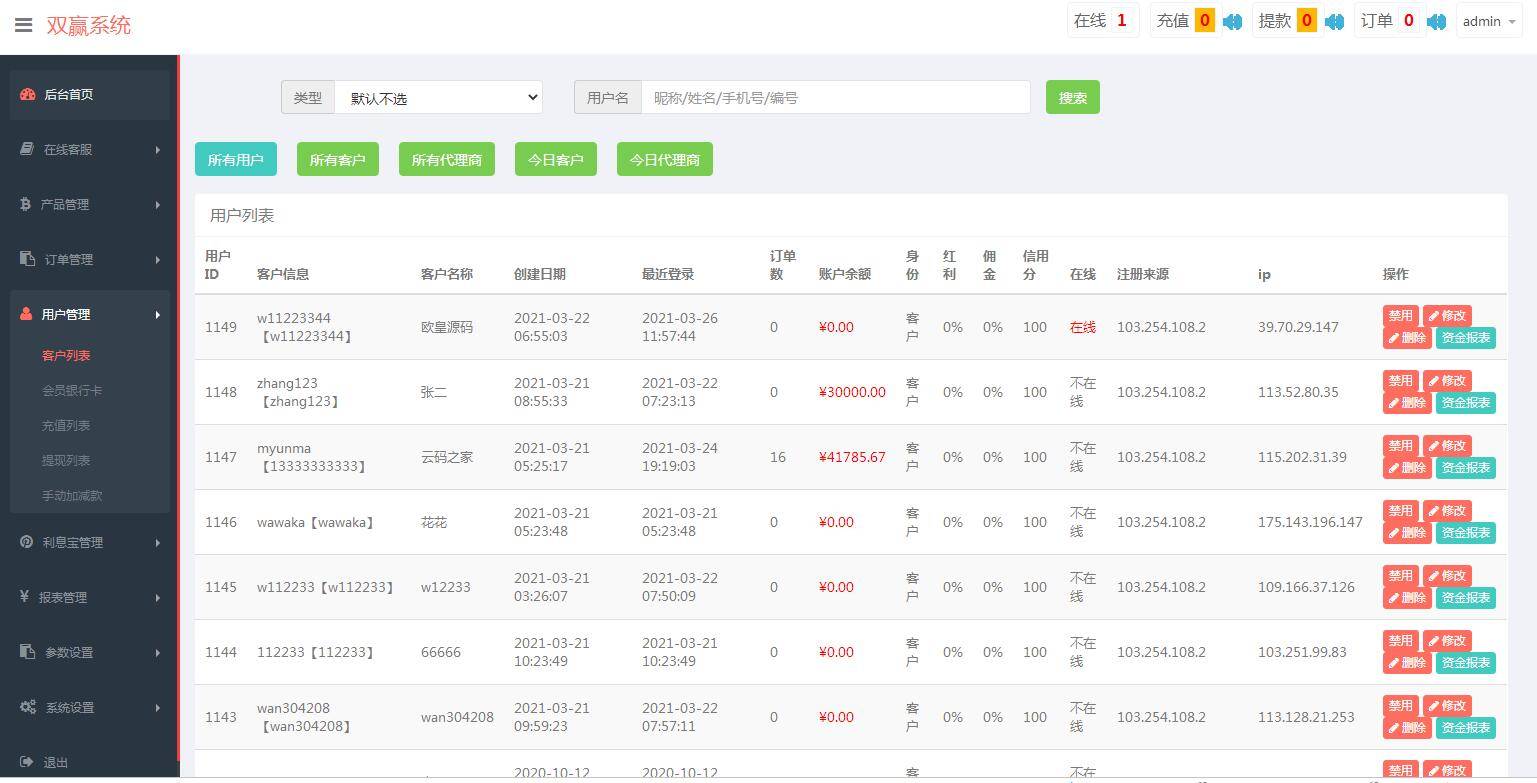 双赢系统
在线 1 充值 0 提款 0 订单 0 admin
后台首页
在线客服
产品管理
订单管理
用户管理
客户列表
会员银行卡
充值列表
提现列表
手动加减款
利息宝管理
报表管理
参数设置
系统设置
退出
类型 默认不选 用户名 昵称/姓名/手机号/编号 搜索
所有用户 所有客户 所有代理商 今日客户 今日代理商
用户列表
用户ID 客户信息 客户名称 创建日期 最近登录 订单数 账户余额 身份 红利 佣金 信用分 在线 注册来源 ip 操作
1149 w11223344【w11223344】 欧皇源码 2021-03-22 06:55:03 2021-03-26 11:57:44 0 ¥0.00 客户 0% 0% 100 在线 103.254.108.2 39.70.29.147 禁用 修改 删除 资金报表
1148 zhang123【zhang123】 张二 2021-03-21 08:55:33 2021-03-22 07:23:13 0 ¥30000.00 客户 0% 0% 100 不在线 103.254.108.2 113.52.80.35 禁用 修改 删除 资金报表
1147 myunma【13333333333】 云码之家 2021-03-21 05:25:17 2021-03-24 19:19:03 16 ¥41785.67 客户 0% 0% 100 不在线 103.254.108.2 115.202.31.39 禁用 修改 删除 资金报表
1146 wawaka【wawaka】 花花 2021-03-21 05:23:48 2021-03-21 05:23:48 0 ¥0.00 客户 0% 0% 100 不在线 103.254.108.2 175.143.196.147 禁用 修改 删除 资金报表
1145 w112233【w112233】 w12233 2021-03-21 03:26:07 2021-03-22 07:50:09 0 ¥0.00 客户 0% 0% 100 不在线 103.254.108.2 109.166.37.126 禁用 修改 删除 资金报表
1144 112233【112233】 66666 2021-03-21 10:23:49 2021-03-21 10:23:49 0 ¥0.00 客户 0% 0% 100 不在线 103.254.108.2 103.251.99.83 禁用 修改 删除 资金报表
1143 wan304208【wan304208】 wan304208 2021-03-21 09:59:23 2021-03-22 07:57:11 0 ¥0.00 客户 0% 0% 100 不在线 103.254.108.2 113.128.21.253 禁用 修改 删除 资金报表
2020-10-12 2020-10-12 客 不在 禁用 修改